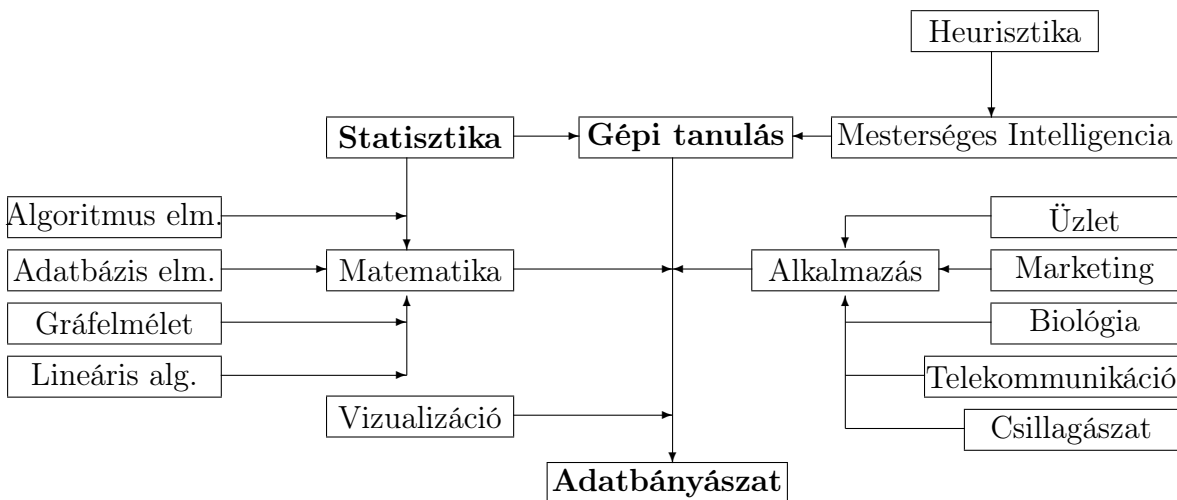 Heurisztika
Statisztika
Gépi tanulás
Mesterséges Intelligencia
Algoritmus elm.
Üzlet
Adatbázis elm.
Matematika
Alkalmazás
Marketing
Gráfelmélet
Biológia
Lineáris alg.
Telekommunikáció
Vizualizáció
Csillagászat
Adatbányászat